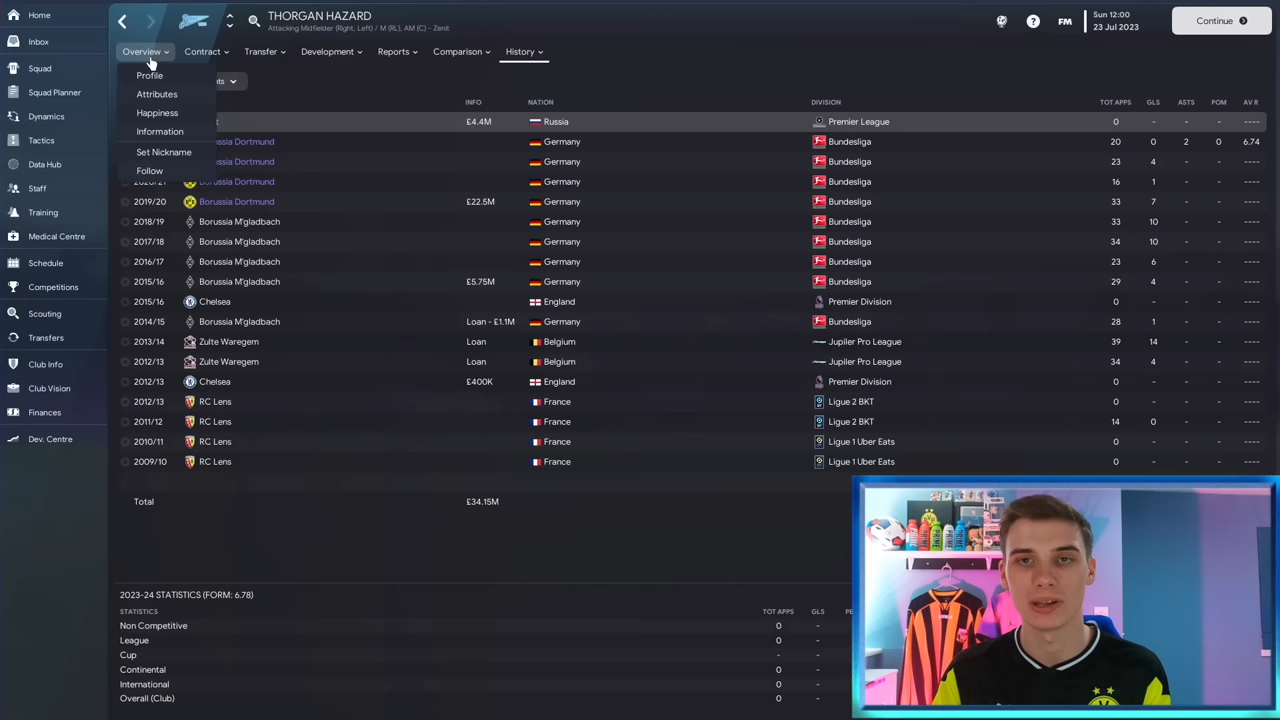 Home
Inbox
Squad
Squad Planner
Dynamics
Tactics
Data Hub
Staff
Training
Medical Centre
Schedule
Competitions
Scouting
Transfers
Club Info
Club Vision
Finances
Dev. Centre
THORGAN HAZARD
Attacking Midfielder (Right, Left) / M (RL), AM (C) - Zenit
FM
Sun 12:00
23 Jul 2023
Continue
Overview Contract Transfer Development Reports Comparison History
Profile
Attributes
Happiness
Information
Set Nickname
Follow
INFO NATION DIVISION TOT APPS GLS ASTS POM AV R
£4.4M Russia Premier League 0 - - - ----
Borussia Dortmund Germany Bundesliga 20 0 2 0 6.74
Borussia Dortmund Germany Bundesliga 23 4 - - ----
2020/21 Borussia Dortmund Germany Bundesliga 16 1 - - ----
2019/20 Borussia Dortmund £22.5M Germany Bundesliga 33 7 - - ----
2018/19 Borussia M'gladbach Germany Bundesliga 33 10 - - ----
2017/18 Borussia M'gladbach Germany Bundesliga 34 10 - - ----
2016/17 Borussia M'gladbach Germany Bundesliga 23 6 - - ----
2015/16 Borussia M'gladbach £5.75M Germany Bundesliga 29 4 - - ----
2015/16 Chelsea England Premier Division 0 - - - ----
2014/15 Borussia M'gladbach Loan - £1.1M Germany Bundesliga 28 1 - - ----
2013/14 Zulte Waregem Loan Belgium Jupiler Pro League 39 14 - - ----
2012/13 Zulte Waregem Loan Belgium Jupiler Pro League 34 4 - - ----
2012/13 Chelsea £400K England Premier Division 0 - - - ----
2012/13 RC Lens France Ligue 2 BKT - - - - ----
2011/12 RC Lens France Ligue 2 BKT 14 0 - - ----
2010/11 RC Lens France Ligue 1 Uber Eats - - - - ----
2009/10 RC Lens France Ligue 1 Uber Eats - - - - ----
Total £34.15M
2023-24 STATISTICS (FORM: 6.78)
STATISTICS TOT APPS GLS
Non Competitive 0 -
League 0 -
Cup - -
Continental 0 -
International 0 -
Overall (Club) 0 -